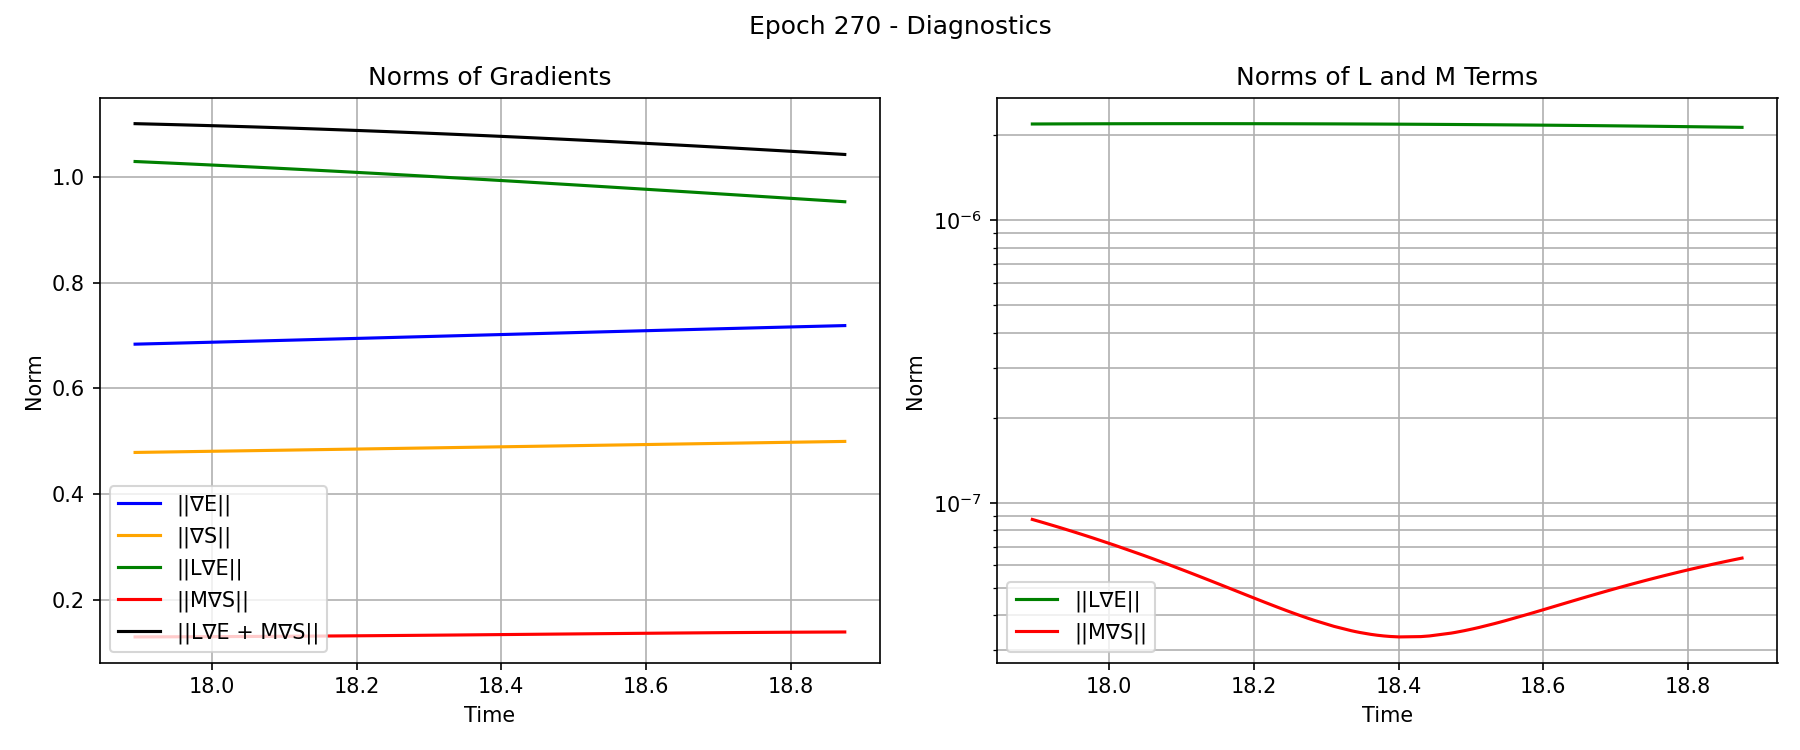 Epoch 270 - Diagnostics
Norms of Gradients
Norm
1.0
0.8
0.6
0.4
0.2
||∇E||
||∇S||
||L∇E||
||M∇S||
||L∇E + M∇S||
18.0 18.2 18.4 18.6 18.8
Time
Norms of L and M Terms
Norm
10⁻⁶
10⁻⁷
||L∇E||
||M∇S||
18.0 18.2 18.4 18.6 18.8
Time